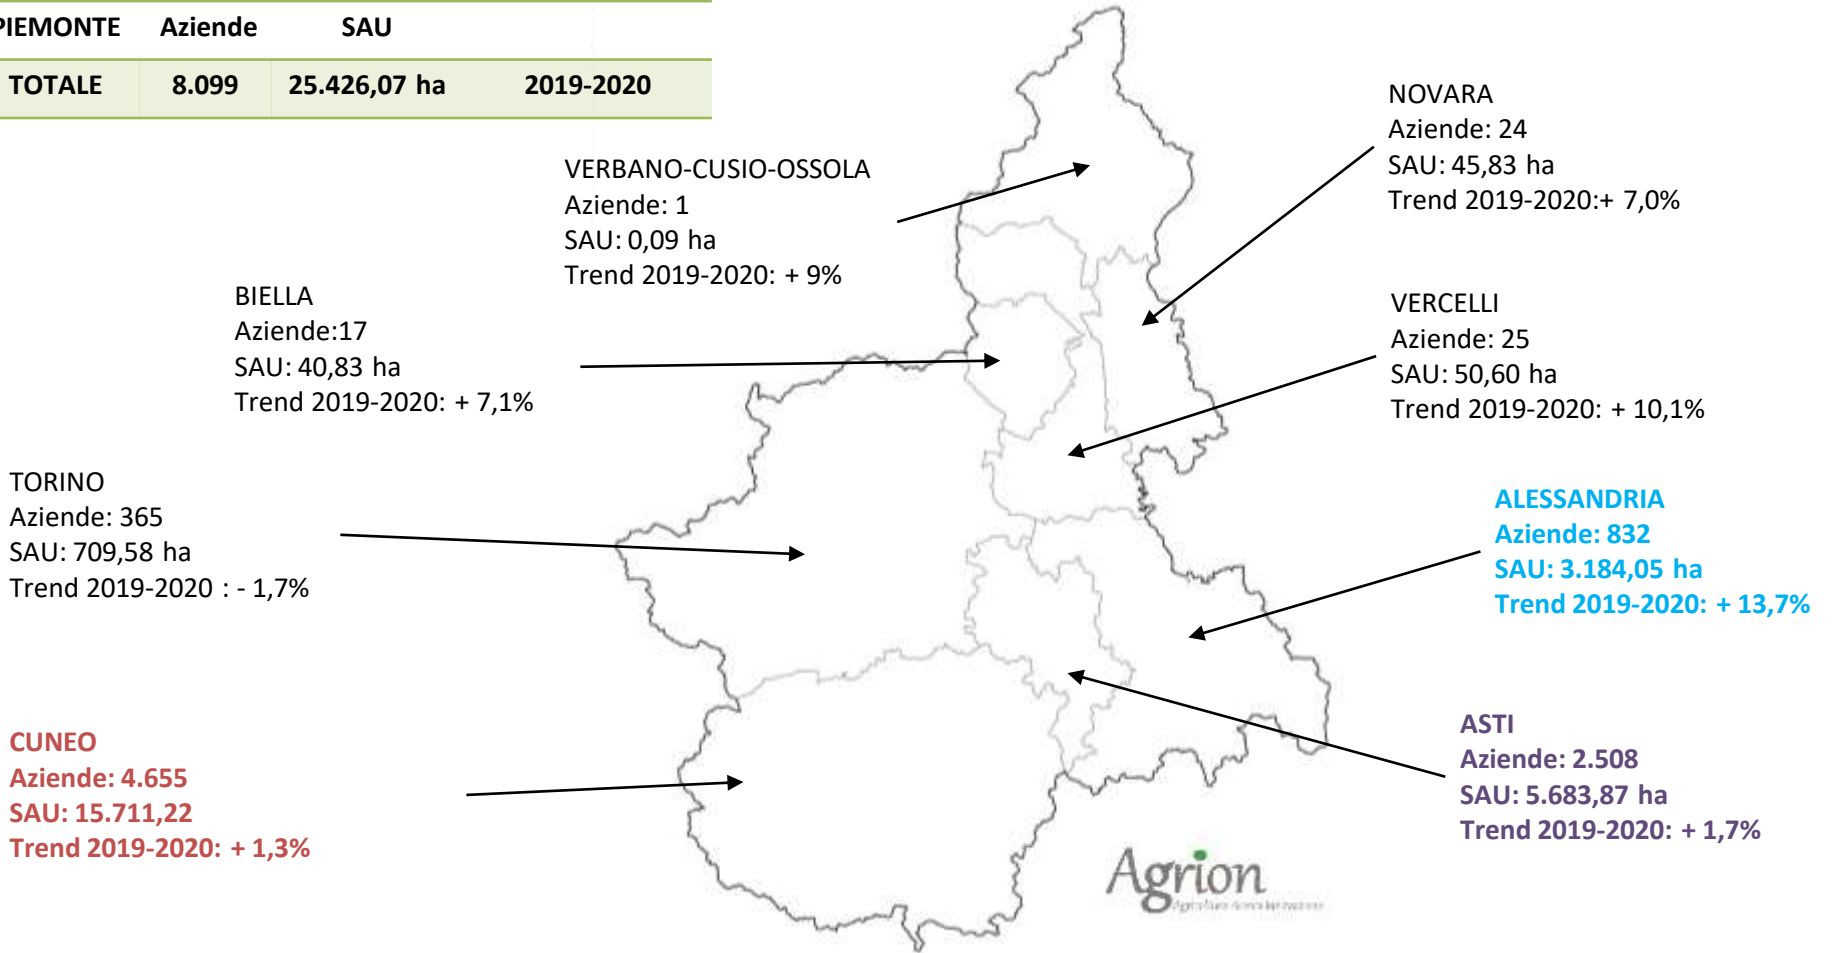 PIEMONTE Aziende SAU
TOTALE 8.099 25.426,07 ha 2019-2020
NOVARA
Aziende: 24
SAU: 45,83 ha
Trend 2019-2020:+ 7,0%
VERBANO-CUSIO-OSSOLA
Aziende: 1
SAU: 0,09 ha
Trend 2019-2020: + 9%
BIELLA
Aziende:17
SAU: 40,83 ha
Trend 2019-2020: + 7,1%
VERCELLI
Aziende: 25
SAU: 50,60 ha
Trend 2019-2020: + 10,1%
TORINO
Aziende: 365
SAU: 709,58 ha
Trend 2019-2020 : - 1,7%
ALESSANDRIA
Aziende: 832
SAU: 3.184,05 ha
Trend 2019-2020: + 13,7%
CUNEO
Aziende: 4.655
SAU: 15.711,22
Trend 2019-2020: + 1,3%
ASTI
Aziende: 2.508
SAU: 5.683,87 ha
Trend 2019-2020: + 1,7%
Agrion